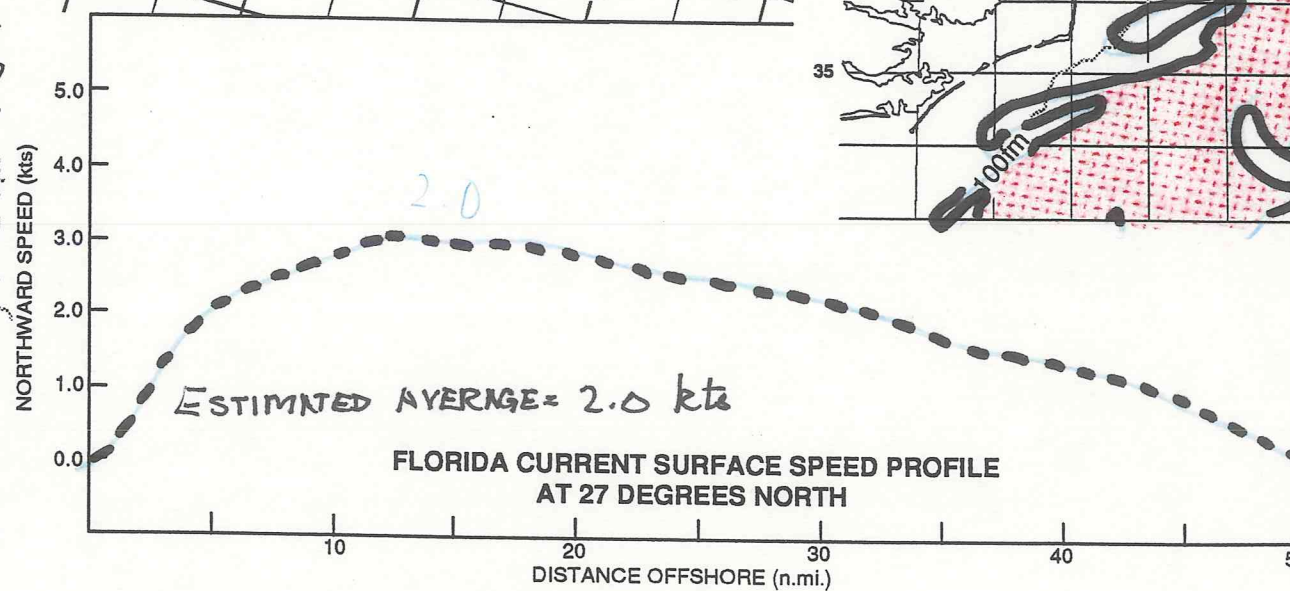 35
100fm
NORTHWARD SPEED (kts)
5.0
4.0
3.0
2.0
1.0
0.0
2.0
ESTIMATED AVERAGE= 2.0 kts
FLORIDA CURRENT SURFACE SPEED PROFILE
AT 27 DEGREES NORTH
10
20
30
40
DISTANCE OFFSHORE (n.mi.)